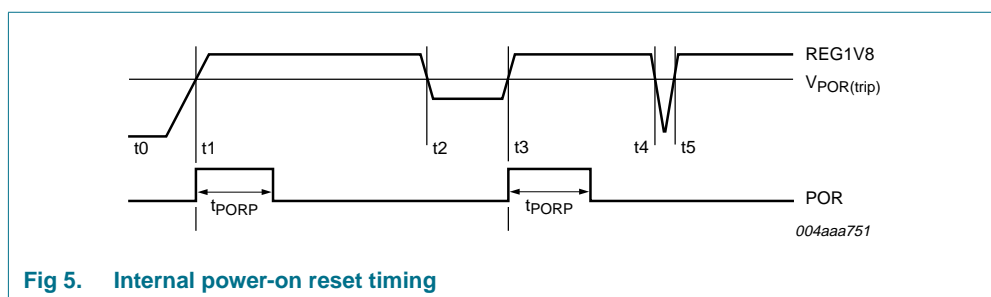 REG1V8
VPOR(trip)
t0 t1 t2 t3 t4 t5
tPORP tPORP
POR
004aaa751
Fig 5. Internal power-on reset timing